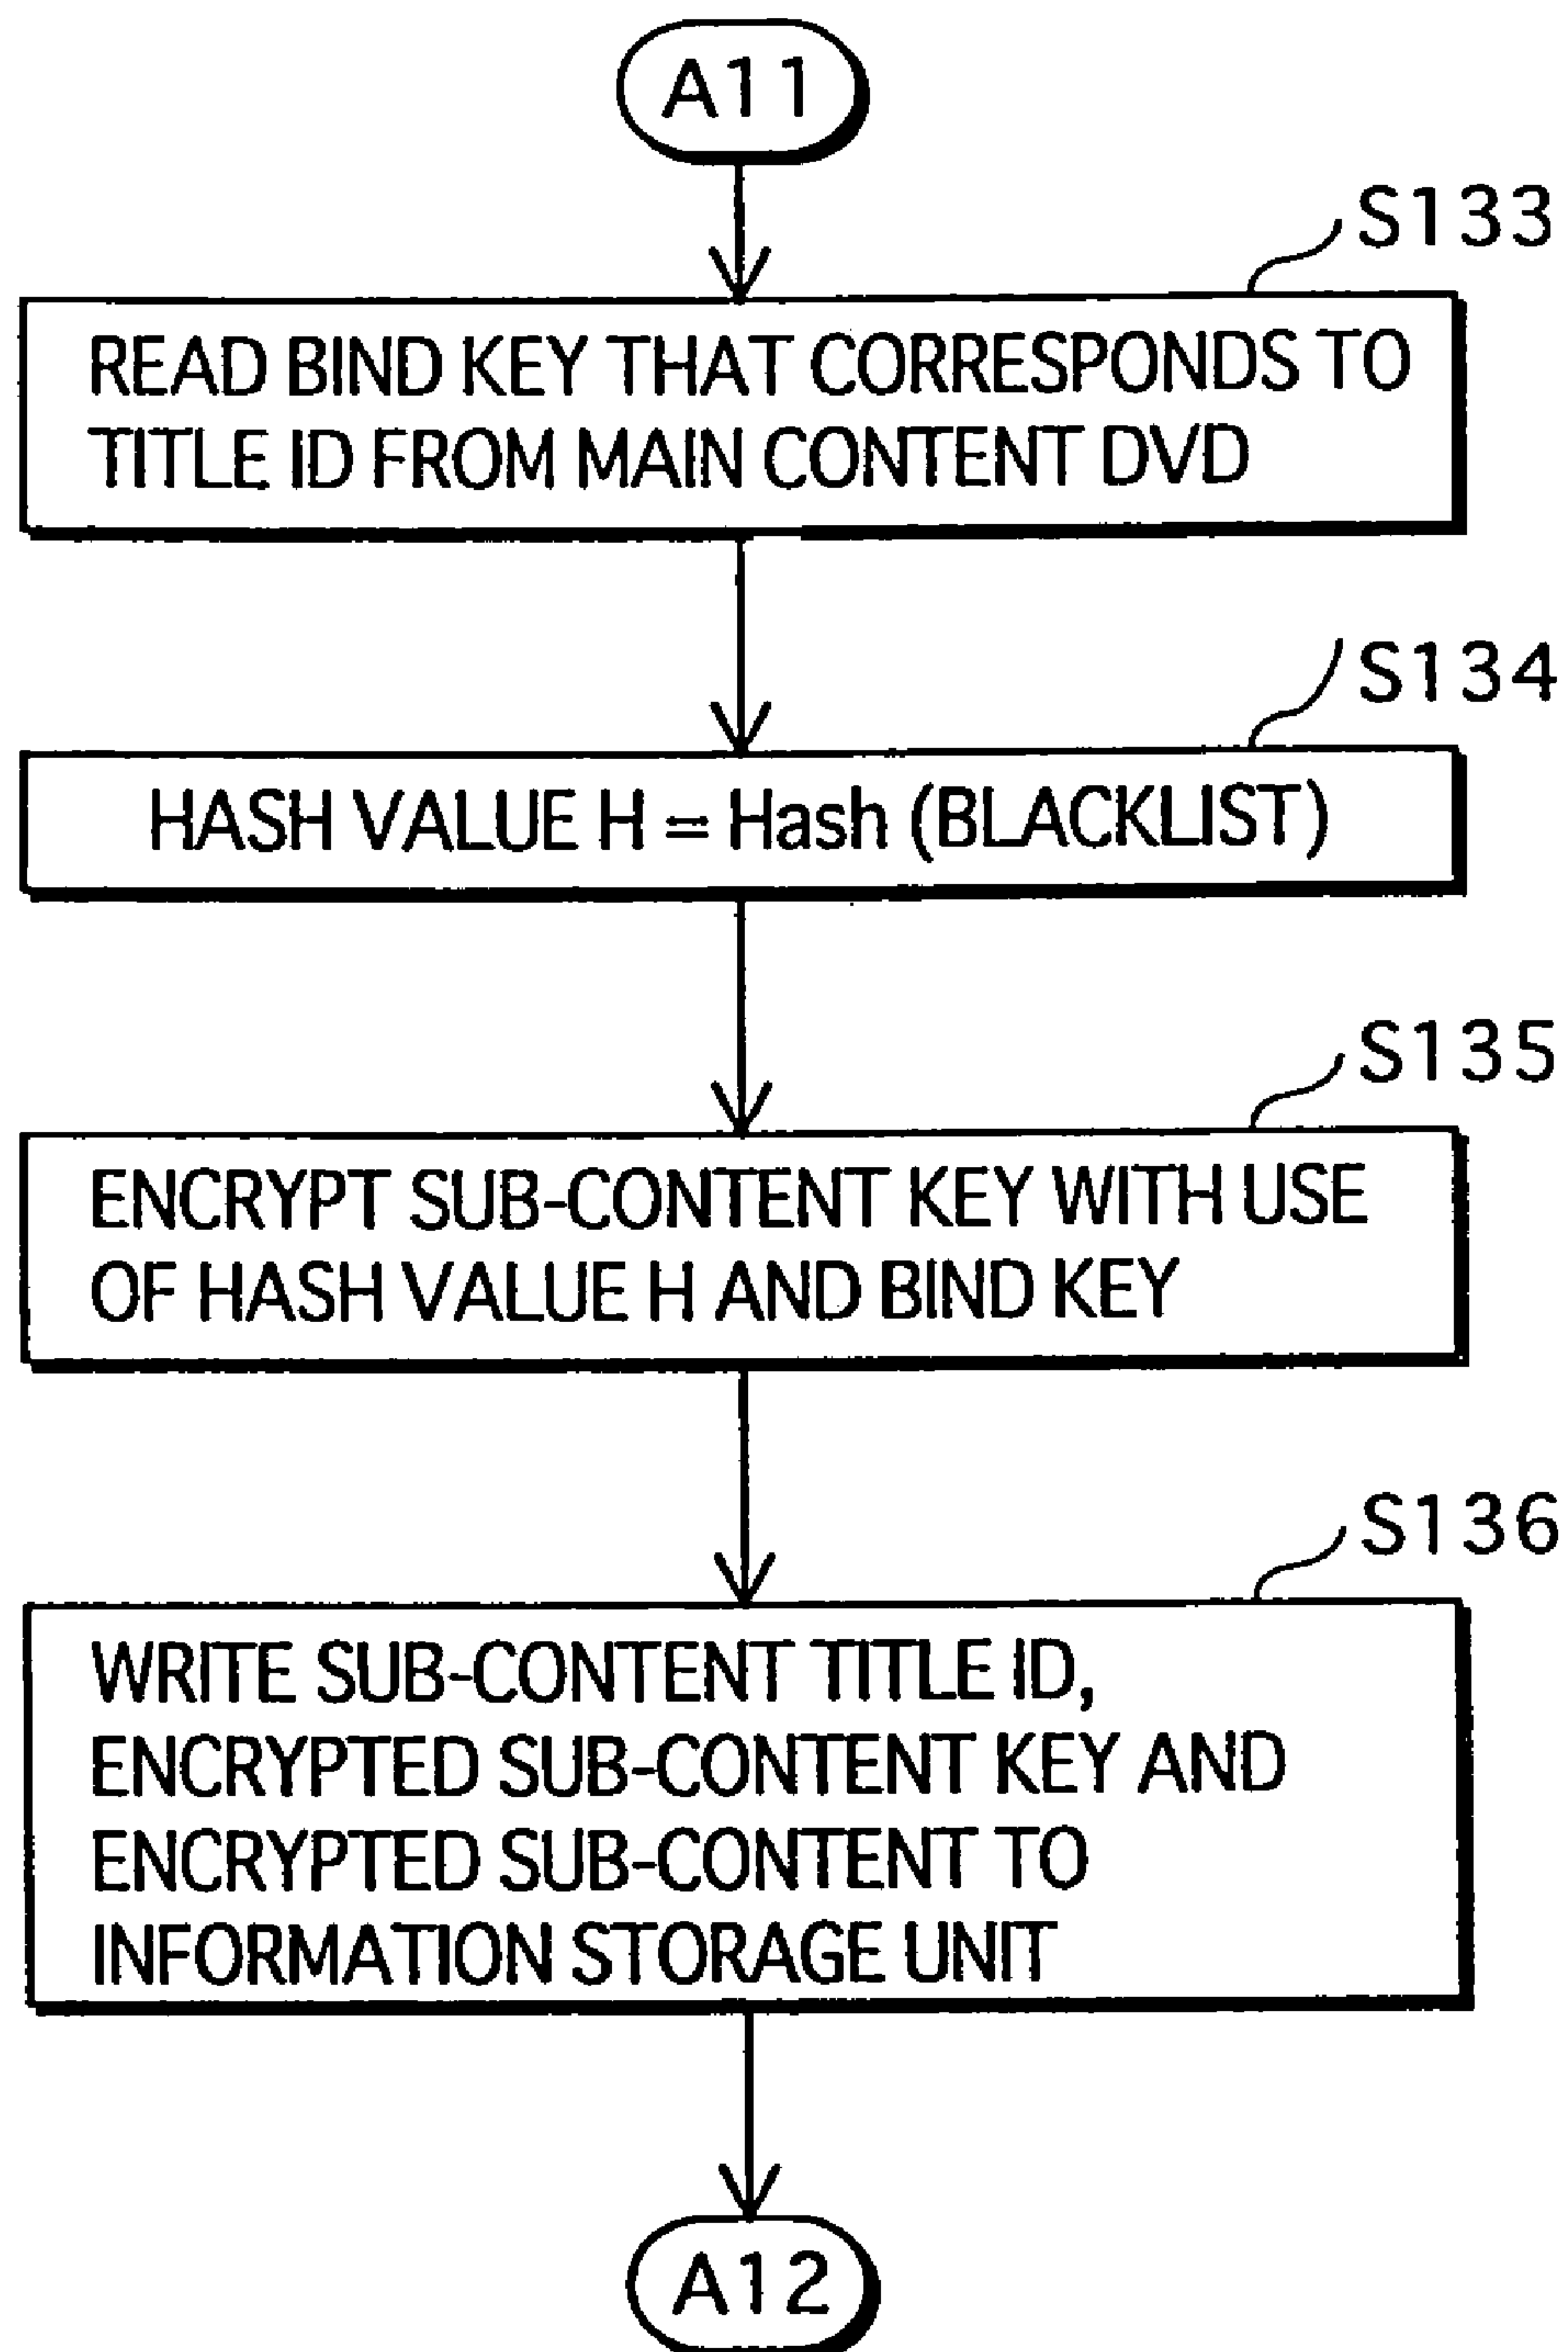 A11
S133
READ BIND KEY THAT CORRESPONDS TO
TITLE ID FROM MAIN CONTENT DVD
S134
HASH VALUE H = Hash (BLACKLIST)
S135
ENCRYPT SUB-CONTENT KEY WITH USE
OF HASH VALUE H AND BIND KEY
S136
WRITE SUB-CONTENT TITLE ID,
ENCRYPTED SUB-CONTENT KEY AND
ENCRYPTED SUB-CONTENT TO
INFORMATION STORAGE UNIT
A12